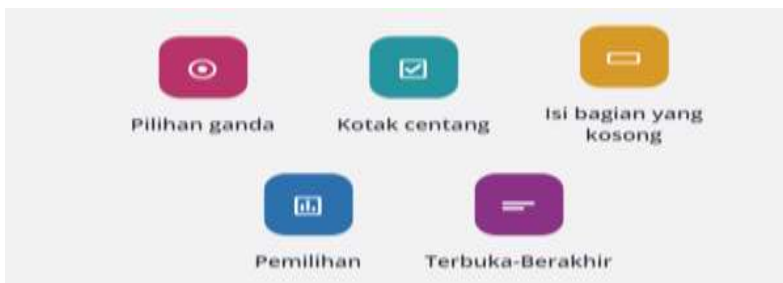 Pilihan ganda
Kotak centang
Isi bagian yang
kosong
Pemilihan
Terbuka-Berakhir